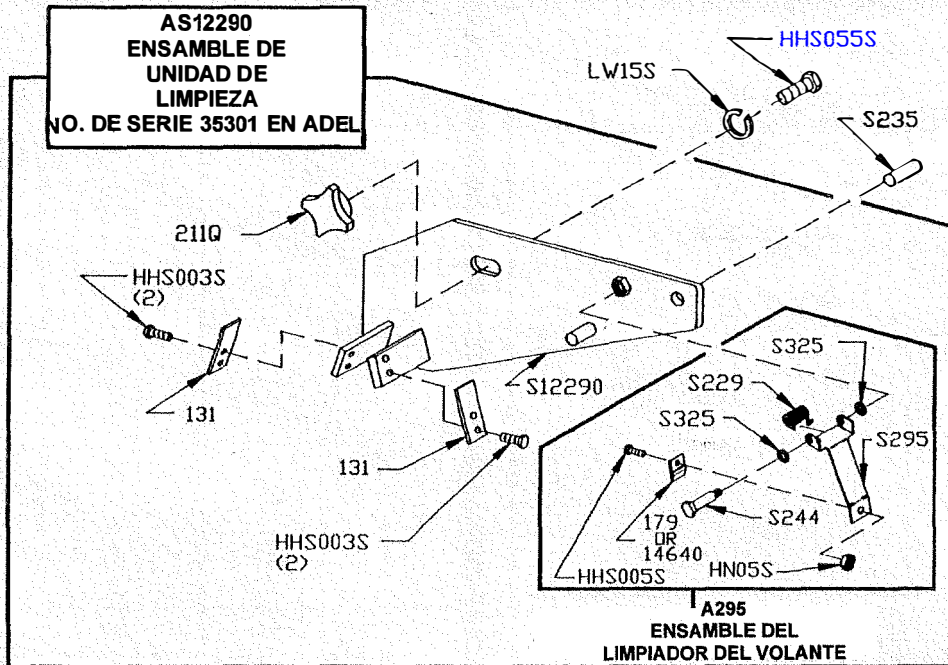 AS12290
ENSAMBLE DE
UNIDAD DE
LIMPIEZA
NO. DE SERIE 35301 EN ADEL
HHS055S
LW15S
S235
211Q
HHS003S
(2)
131
S12290
131
HHS003S
(2)
S325
S229
S325
S295
179
OR
14640
S244
HHS005S
HN05S
A295
ENSAMBLE DEL
LIMPIADOR DEL VOLANTE